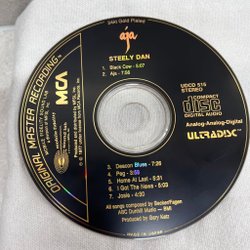 24kt Gold Plated
aja
STEELY DAN
1. Black Cow - 5:07
2. Aja - 7:56
ORIGINAL MASTER RECORDING
MCA
UDCD 515
STEREO
COMPACT
disc
DIGITAL AUDIO
Analog-Analog-Digital
ULTRADISC
3. Deacon Blues - 7:26
4. Peg - 3:59
5. Home At Last - 5:31
6. I Got The News - 5:03
7. Josie - 4:30
All songs composed by Becker/Fagen
ABC Dunhill Music — BMI
Produced by Gary Katz